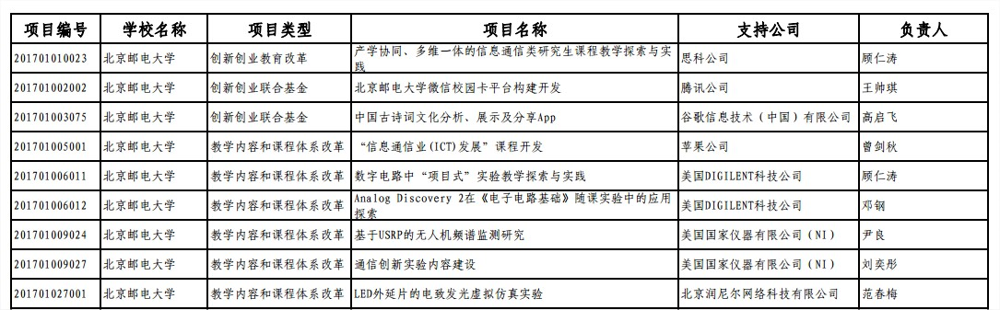 项目编号 学校名称 项目类型 项目名称 支持公司 负责人
201701010023 北京邮电大学 创新创业教育改革 产学协同、多维一体的信息通信类研究生课程教学探索与实
践 思科公司 顾仁涛
201701002002 北京邮电大学 创新创业联合基金 北京邮电大学微信校园卡平台构建开发 腾讯公司 王帅琪
201701003075 北京邮电大学 创新创业联合基金 中国古诗词文化分析、展示及分享App 谷歌信息技术（中国）有限公司 高启飞
201701005001 北京邮电大学 教学内容和课程体系改革 “信息通信业(ICT)发展”课程开发 苹果公司 曾剑秋
201701006011 北京邮电大学 教学内容和课程体系改革 数字电路中“项目式”实验教学探索与实践 美国DIGILENT科技公司 顾仁涛
201701006012 北京邮电大学 教学内容和课程体系改革 Analog Discovery 2在《电子电路基础》随课实验中的应用
探索 美国DIGILENT科技公司 邓钢
201701009024 北京邮电大学 教学内容和课程体系改革 基于USRP的无人机频谱监测研究 美国国家仪器有限公司（NI） 尹良
201701009027 北京邮电大学 教学内容和课程体系改革 通信创新实验内容建设 美国国家仪器有限公司（NI） 刘奕彤
201701027001 北京邮电大学 教学内容和课程体系改革 LED外延片的电致发光虚拟仿真实验 北京润尼尔网络科技有限公司 范春梅